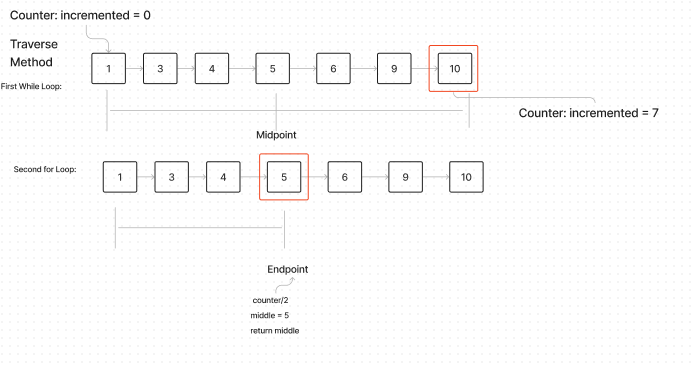 Counter: incremented = 0
Traverse
Method
1 3 4 5 6 9 10
First While Loop:
Counter: incremented = 7
Midpoint
Second for Loop:
1 3 4 5 6 9 10
Endpoint
counter/2
middle = 5
return middle